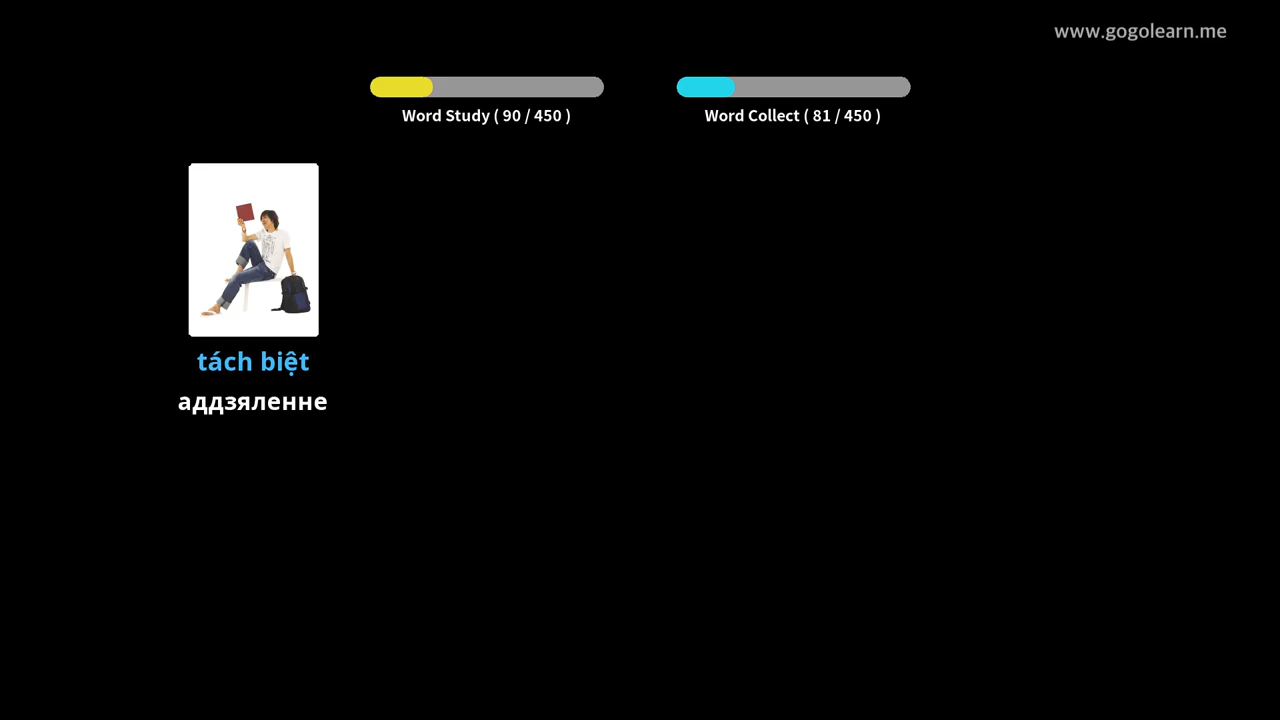 www.gogolearn.me
Word Study ( 90 / 450 )
Word Collect ( 81 / 450 )
tách biệt
аддзяленне